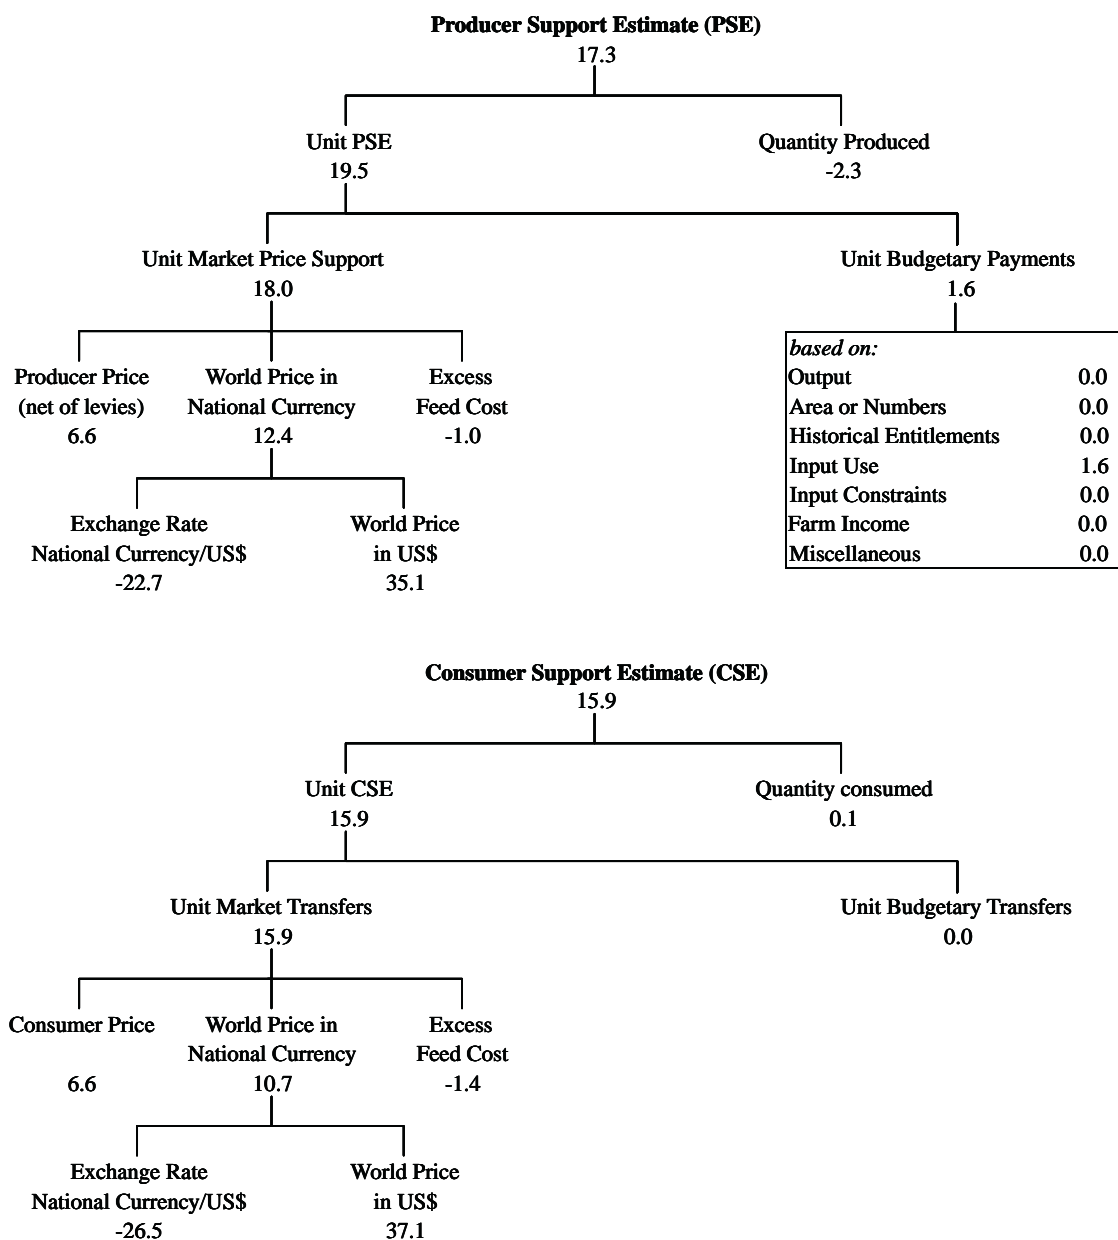 Producer Support Estimate (PSE)
17.3
Unit PSE
19.5
Quantity Produced
-2.3
Unit Market Price Support
18.0
Unit Budgetary Payments
1.6
Producer Price
(net of levies)
6.6
World Price in
National Currency
12.4
Excess
Feed Cost
-1.0
based on:
Output 0.0
Area or Numbers 0.0
Historical Entitlements 0.0
Input Use 1.6
Input Constraints 0.0
Farm Income 0.0
Miscellaneous 0.0
Exchange Rate
National Currency/US$
-22.7
World Price
in US$
35.1
Consumer Support Estimate (CSE)
15.9
Unit CSE
15.9
Quantity consumed
0.1
Unit Market Transfers
15.9
Unit Budgetary Transfers
0.0
Consumer Price
6.6
World Price in
National Currency
10.7
Excess
Feed Cost
-1.4
Exchange Rate
National Currency/US$
-26.5
World Price
in US$
37.1